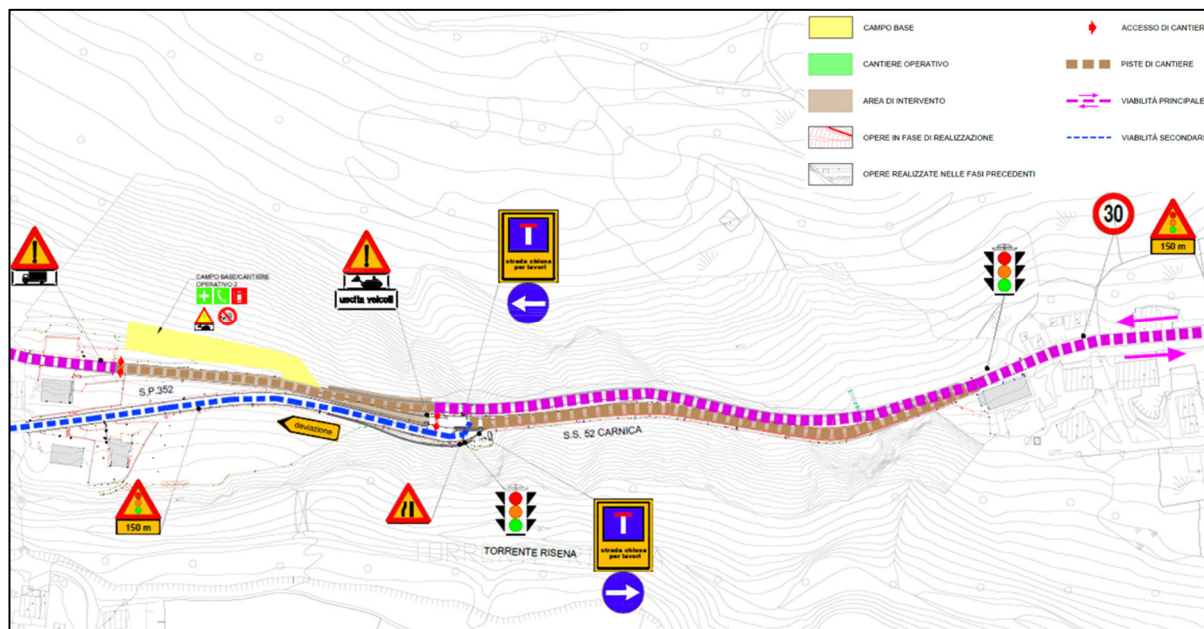 CAMPO BASE
CANTIERE OPERATIVO
AREA DI INTERVENTO
OPERE IN FASE DI REALIZZAZIONE
OPERE REALIZZATE NELLE FASI PRECEDENTI
ACCESSO DI CANTIER
PISTE DI CANTIERE
VIABILITÀ PRINCIPALE
VIABILITÀ SECONDARI
30
150 m
strada chiusa
per lavori
uscita veicoli
CAMPO BASE/CANTIERE
OPERATIVO 2
S.P.352
deviazione
S.S. 52 CARNICA
150 m
strada chiusa
per lavori
TORRENTE RISENA